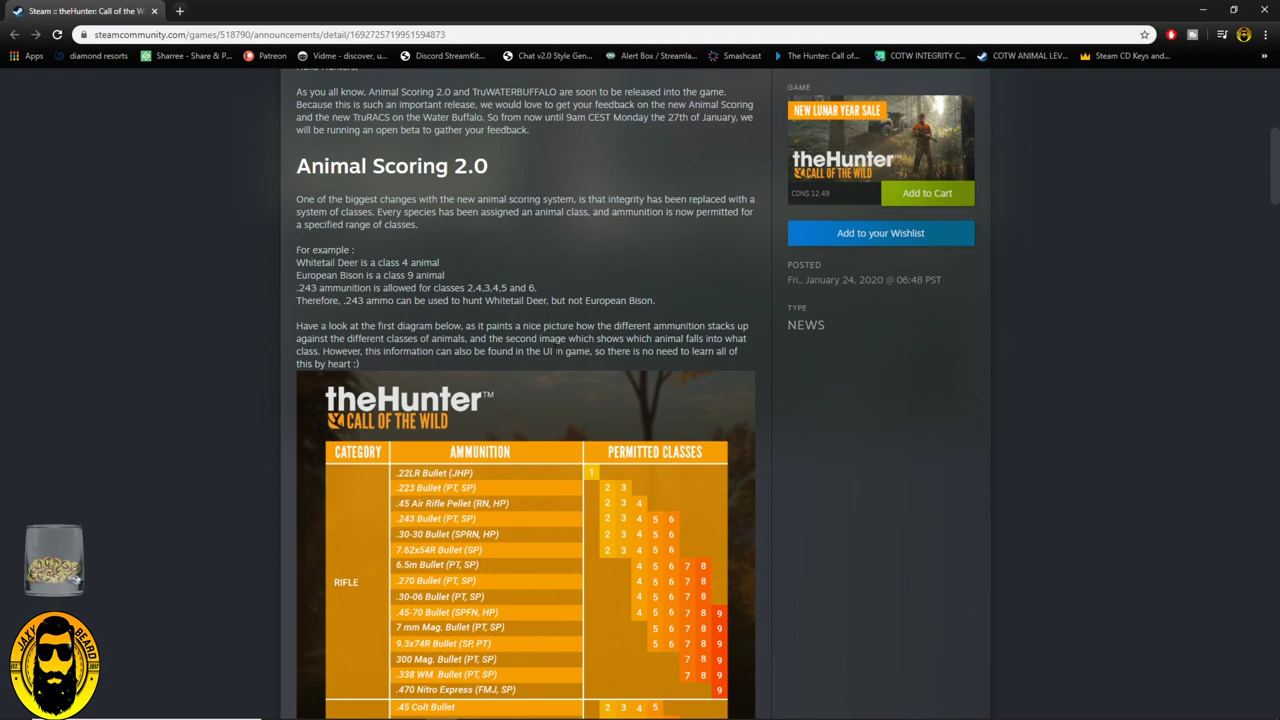 Steam :: theHunter: Call of the W
steamcommunity.com/games/518790/announcements/detail/1692725719951594873
Apps
diamond resorts
Sharree - Share & P...
Patreon
Vidme - discover, u...
Discord StreamKit...
Chat v2.0 Style Gen...
Alert Box / Streamla...
Smashcast
The Hunter: Call of...
COTW INTEGRITY C...
COTW ANIMAL LEV...
Steam CD Keys and...
As you all know, Animal Scoring 2.0 and TruWATERBUFFALO are soon to be released into the game.
Because this is such an important release, we would love to get your feedback on the new Animal Scoring
and the new TruRACS on the Water Buffalo. So from now until 9am CEST Monday the 27th of January, we
will be running an open beta to gather your feedback.
Animal Scoring 2.0
One of the biggest changes with the new animal scoring system, is that integrity has been replaced with a
system of classes. Every species has been assigned an animal class, and ammunition is now permitted for
a specified range of classes.
For example :
Whitetail Deer is a class 4 animal
European Bison is a class 9 animal
.243 ammunition is allowed for classes 2,4,3,4,5 and 6.
Therefore, .243 ammo can be used to hunt Whitetail Deer, but not European Bison.
Have a look at the first diagram below, as it paints a nice picture how the different ammunition stacks up
against the different classes of animals, and the second image which shows which animal falls into what
class. However, this information can also be found in the UI in game, so there is no need to learn all of
this by heart :)
theHunter™
CALL OF THE WILD
CATEGORY AMMUNITION PERMITTED CLASSES
.22LR Bullet (JHP) 1
.223 Bullet (PT, SP) 2 3
.45 Air Rifle Pellet (RN, HP) 2 3 4
.243 Bullet (PT, SP) 2 3 4 5 6
.30-30 Bullet (SPRN, HP) 2 3 4 5 6
7.62x54R Bullet (SP) 2 3 4 5 6
6.5m Bullet (PT, SP) 4 5 6 7 8
.270 Bullet (PT, SP) 4 5 6 7 8
RIFLE
.30-06 Bullet (PT, SP) 4 5 6 7 8
.45-70 Bullet (SPFN, HP) 4 5 6 7 8 9
7 mm Mag. Bullet (PT, SP) 5 6 7 8 9
9.3x74R Bullet (SP, PT) 5 6 7 8 9
300 Mag. Bullet (PT, SP) 7 8 9
.338 WM Bullet (PT, SP) 7 8 9
.470 Nitro Express (FMJ, SP) 9
.45 Colt Bullet 2 3 4 5
GAME
NEW LUNAR YEAR SALE
theHunter
CALL OF THE WILD
CDN$ 12.49
Add to Cart
Add to your Wishlist
POSTED
Fri., January 24, 2020 @ 06:48 PST
TYPE
NEWS
JAXY BEARD